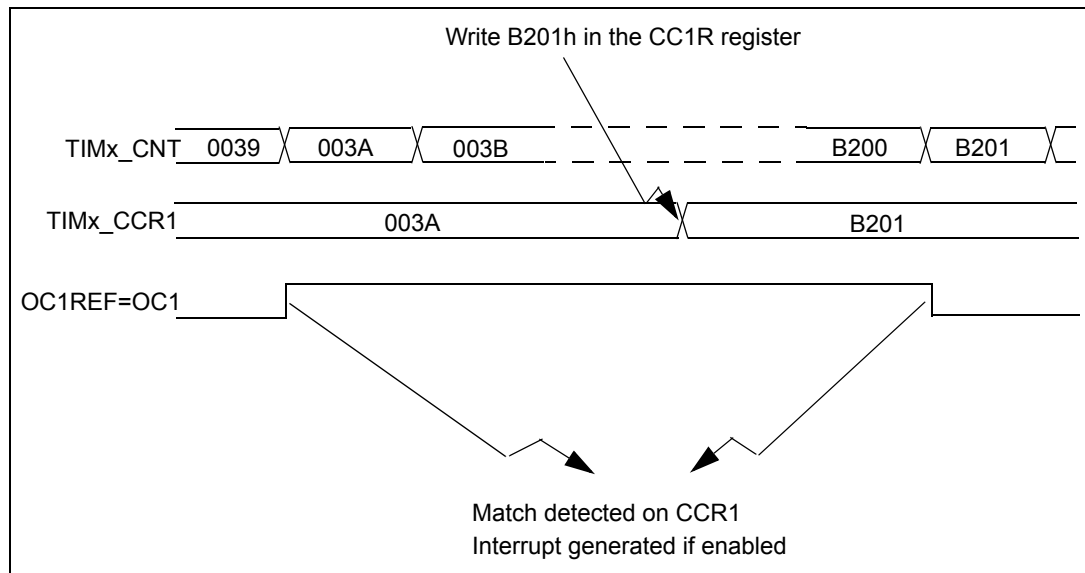 Write B201h in the CC1R register
TIMx_CNT 0039 003A 003B B200 B201
TIMx_CCR1 003A B201
OC1REF=OC1
Match detected on CCR1
Interrupt generated if enabled